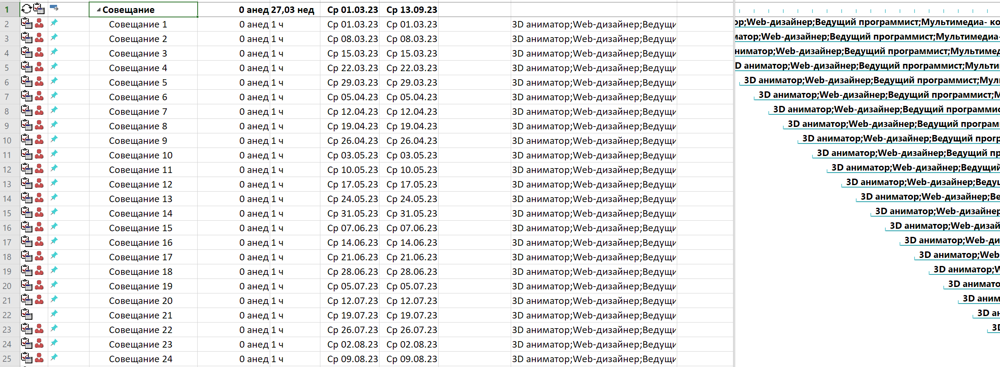 1 Совещание 0 анед 27,03 нед Ср 01.03.23 Ср 13.09.23
2 Совещание 1 0 анед 1 ч Ср 01.03.23 Ср 01.03.23 3D аниматор;Web-дизайнер;Ведущи ор;Web-дизайнер;Ведущий программист;Мультимедиа- ко
3 Совещание 2 0 анед 1 ч Ср 08.03.23 Ср 08.03.23 3D аниматор;Web-дизайнер;Ведущи матор;Web-дизайнер;Ведущий программист;Мультимедиа-
4 Совещание 3 0 анед 1 ч Ср 15.03.23 Ср 15.03.23 3D аниматор;Web-дизайнер;Ведущи ниматор;Web-дизайнер;Ведущий программист;Мультимед
5 Совещание 4 0 анед 1 ч Ср 22.03.23 Ср 22.03.23 3D аниматор;Web-дизайнер;Ведущи D аниматор;Web-дизайнер;Ведущий программист;Мульти
6 Совещание 5 0 анед 1 ч Ср 29.03.23 Ср 29.03.23 3D аниматор;Web-дизайнер;Ведущи 3D аниматор;Web-дизайнер;Ведущий программист;Мул
7 Совещание 6 0 анед 1 ч Ср 05.04.23 Ср 05.04.23 3D аниматор;Web-дизайнер;Ведущи 3D аниматор;Web-дизайнер;Ведущий программист;М
8 Совещание 7 0 анед 1 ч Ср 12.04.23 Ср 12.04.23 3D аниматор;Web-дизайнер;Ведущи 3D аниматор;Web-дизайнер;Ведущий программис
9 Совещание 8 0 анед 1 ч Ср 19.04.23 Ср 19.04.23 3D аниматор;Web-дизайнер;Ведущи 3D аниматор;Web-дизайнер;Ведущий програм
10 Совещание 9 0 анед 1 ч Ср 26.04.23 Ср 26.04.23 3D аниматор;Web-дизайнер;Ведущи 3D аниматор;Web-дизайнер;Ведущий прогр
11 Совещание 10 0 анед 1 ч Ср 03.05.23 Ср 03.05.23 3D аниматор;Web-дизайнер;Ведущи 3D аниматор;Web-дизайнер;Ведущий пр
12 Совещание 11 0 анед 1 ч Ср 10.05.23 Ср 10.05.23 3D аниматор;Web-дизайнер;Ведущи 3D аниматор;Web-дизайнер;Ведущий
13 Совещание 12 0 анед 1 ч Ср 17.05.23 Ср 17.05.23 3D аниматор;Web-дизайнер;Ведущи 3D аниматор;Web-дизайнер;Ведущ
14 Совещание 13 0 анед 1 ч Ср 24.05.23 Ср 24.05.23 3D аниматор;Web-дизайнер;Ведущи 3D аниматор;Web-дизайнер;Ве
15 Совещание 14 0 анед 1 ч Ср 31.05.23 Ср 31.05.23 3D аниматор;Web-дизайнер;Ведущи 3D аниматор;Web-дизайнер
16 Совещание 15 0 анед 1 ч Ср 07.06.23 Ср 07.06.23 3D аниматор;Web-дизайнер;Ведущи 3D аниматор;Web-дизай
17 Совещание 16 0 анед 1 ч Ср 14.06.23 Ср 14.06.23 3D аниматор;Web-дизайнер;Ведущи 3D аниматор;Web-ди
18 Совещание 17 0 анед 1 ч Ср 21.06.23 Ср 21.06.23 3D аниматор;Web-дизайнер;Ведущи 3D аниматор;Web
19 Совещание 18 0 анед 1 ч Ср 28.06.23 Ср 28.06.23 3D аниматор;Web-дизайнер;Ведущи 3D аниматор;W
20 Совещание 19 0 анед 1 ч Ср 05.07.23 Ср 05.07.23 3D аниматор;Web-дизайнер;Ведущи 3D анимато
21 Совещание 20 0 анед 1 ч Ср 12.07.23 Ср 12.07.23 3D аниматор;Web-дизайнер;Ведущи 3D аним
22 Совещание 21 0 анед 1 ч Ср 19.07.23 Ср 19.07.23 3D аниматор;Web-дизайнер;Ведущи 3D ан
23 Совещание 22 0 анед 1 ч Ср 26.07.23 Ср 26.07.23 3D аниматор;Web-дизайнер;Ведущи 3D
24 Совещание 23 0 анед 1 ч Ср 02.08.23 Ср 02.08.23 3D аниматор;Web-дизайнер;Ведущи
25 Совещание 24 0 анед 1 ч Ср 09.08.23 Ср 09.08.23 3D аниматор;Web-дизайнер;Ведущи